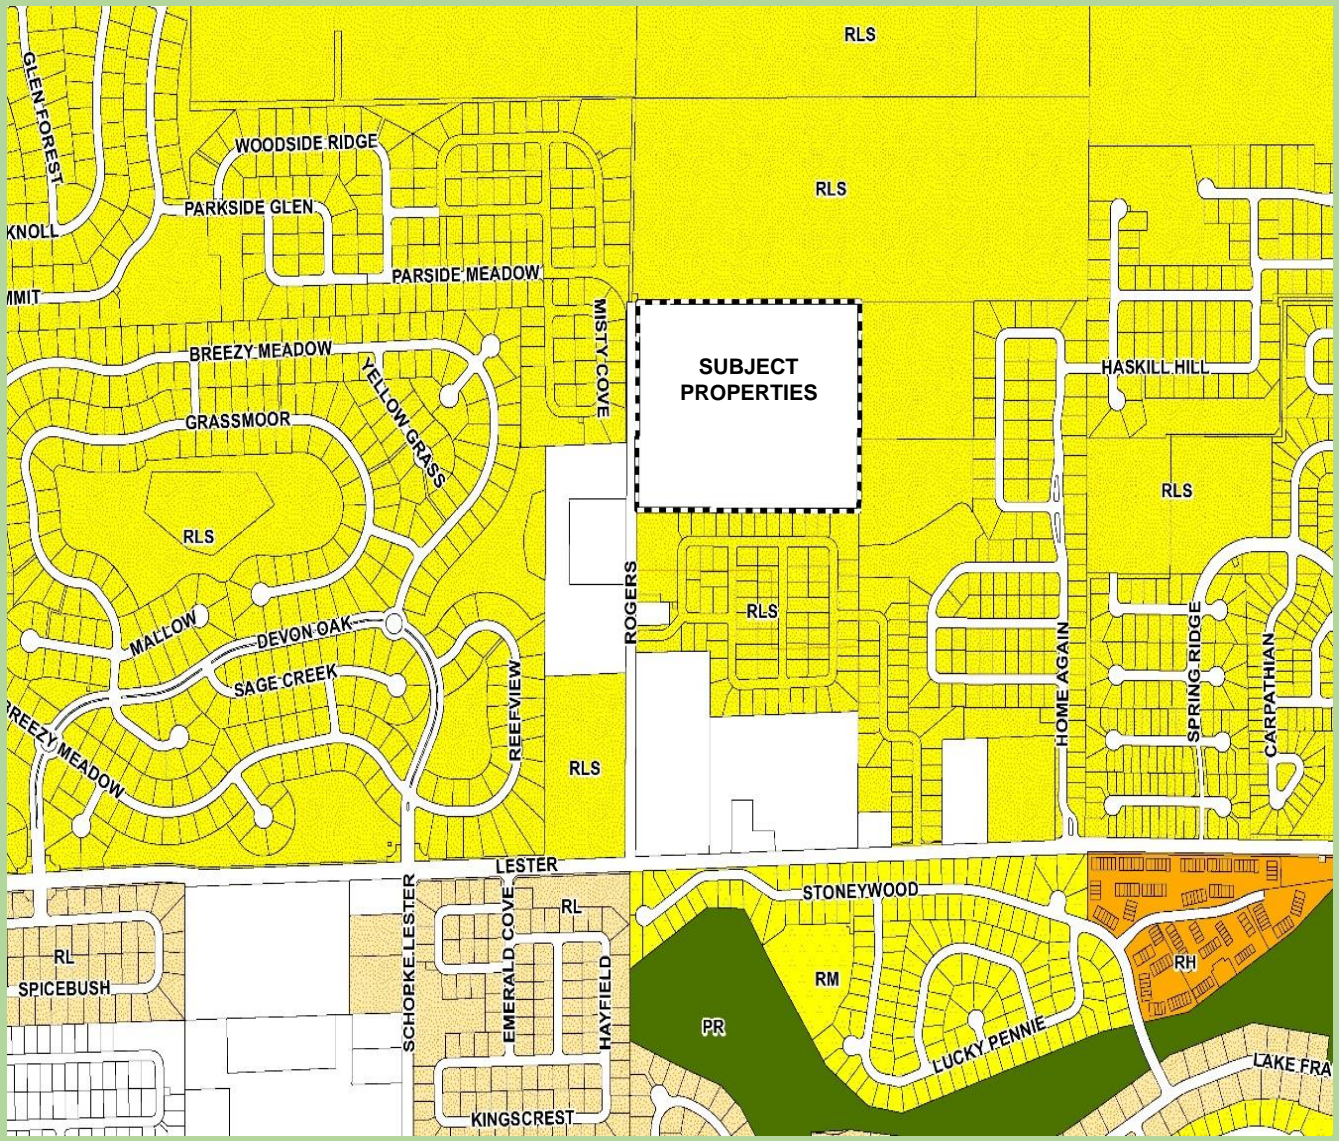 RLS
GLEN FOREST
WOODSIDE RIDGE
RLS
PARKSIDE GLEN
KNOLL
PARSIDE MEADOW
MMIT
MISTY COVE
BREEZY MEADOW
SUBJECT
PROPERTIES
HASKILL HILL
YELLOW GRASS
GRASSMOOR
RLS
RLS
ROGERS
RLS
MALLOW
DEVON OAK
SAGE CREEK
REEFVIEW
HOME AGAIN
SPRING RIDGE
CARPATHIAN
BREEZY MEADOW
RLS
LESTER
SCHOPKE LESTER
EMERALD COVE
RL
STONEYWOOD
RL
SPICEBUSH
HAYFIELD
RM
RH
PR
LUCKY PENNIE
LAKE FRA
KINGSCREST